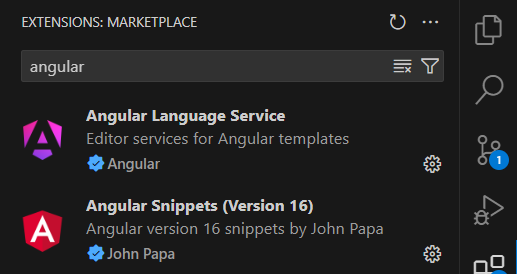 EXTENSIONS: MARKETPLACE
angular
Angular Language Service
Editor services for Angular templates
Angular
1
Angular Snippets (Version 16)
Angular version 16 snippets by John Papa
John Papa